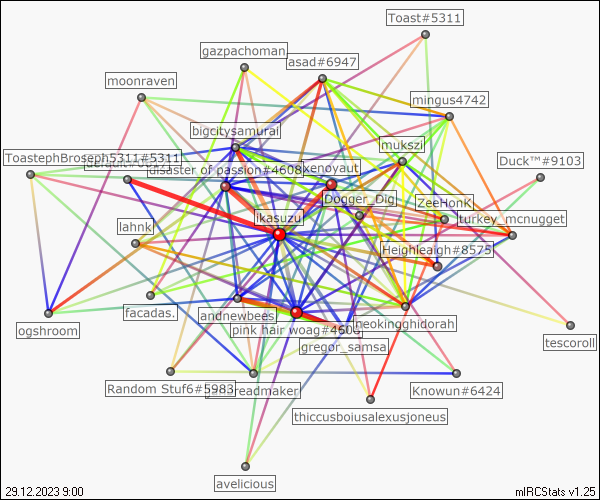 Toast#5311
gazpachoman
asad#6947
moonraven
mingus4742
bigcitysamurai
mukszi
ToastephBroseph5311#5311
disaster of passion#4608
xenoyaut
Duck™#9103
Dogger_Dig
ZeeHonK
ikasuzu
turkey_mcnugget
lahnk
Heighleaigh#8575
facadas.
andnewbees
neokingghidorah
ogshroom
pink hair woag#4606
gregor_samsa
tescoroll
Random Stuf6#5983
readmaker
Knowun#6424
thiccusboiusalexusjoneus
avelicious
29.12.2023 9:00
mIRCStats v1.25